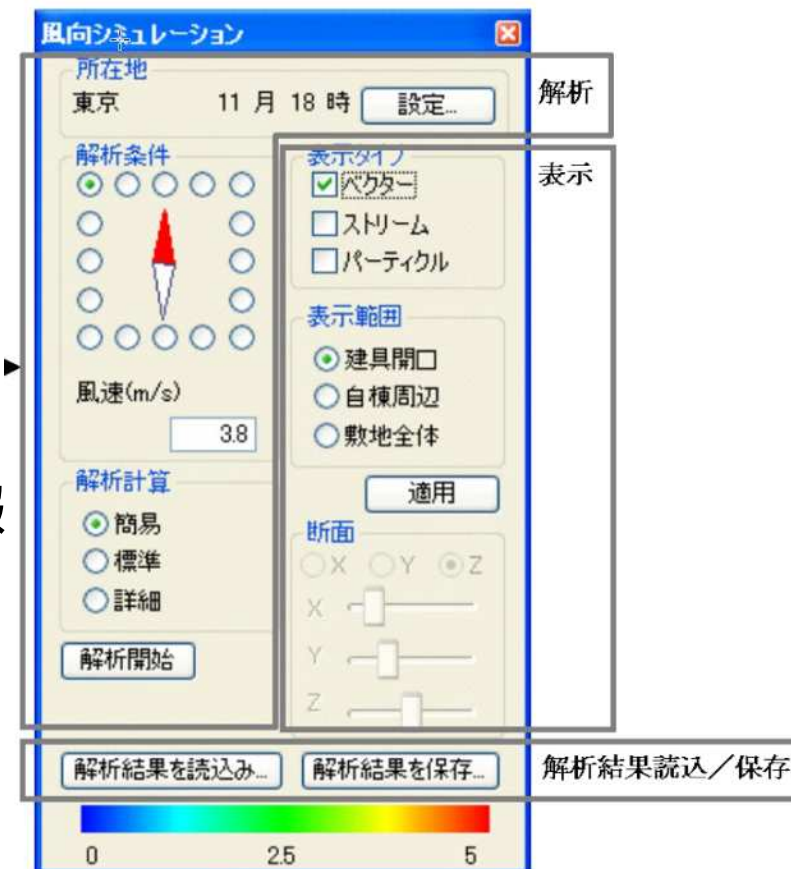 風向シミュレーション
所在地
東京 11 月 18 時 設定...
解析
解析条件
風速(m/s)
3.8
解析計算
簡易
標準
詳細
解析開始
表示タイプ
ベクター
ストリーム
パーティクル
表示
表示範囲
建具開口
自棟周辺
敷地全体
適用
断面
X Y Z
X
Y
Z
解析結果を読込み... 解析結果を保存...
解析結果読込/保存
0 2.5 5